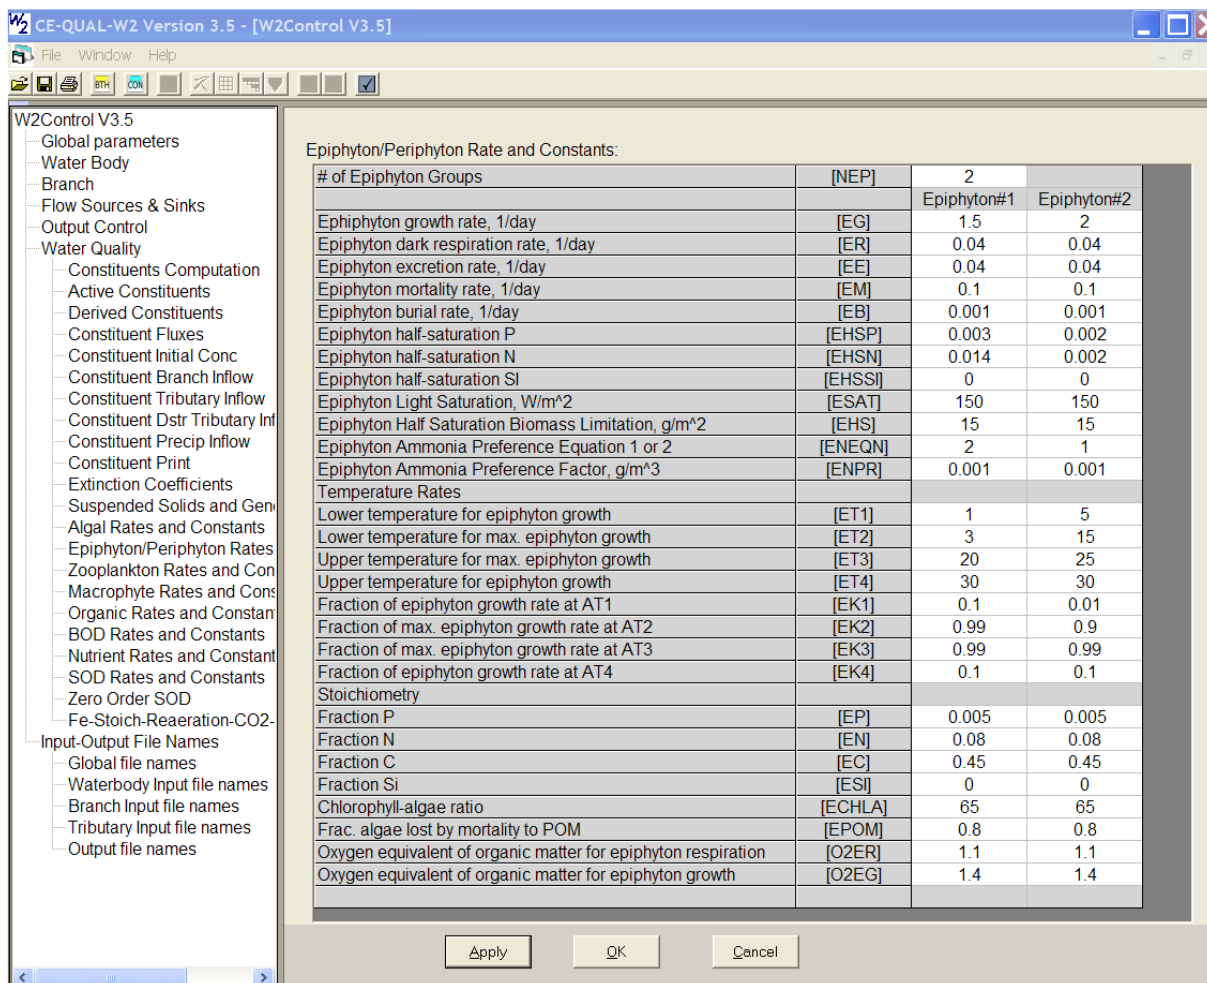 W2 CE-QUAL-W2 Version 3.5 - [W2Control V3.5]
File Window Help
BTH CON
W2Control V3.5
Global parameters
Water Body
Branch
Flow Sources & Sinks
Output Control
Water Quality
Constituents Computation
Active Constituents
Derived Constituents
Constituent Fluxes
Constituent Initial Conc
Constituent Branch Inflow
Constituent Tributary Inflow
Constituent Dstr Tributary Inf
Constituent Precip Inflow
Constituent Print
Extinction Coefficients
Suspended Solids and Gen
Algal Rates and Constants
Epiphyton/Periphyton Rates
Zooplankton Rates and Con
Macrophyte Rates and Cons
Organic Rates and Constan
BOD Rates and Constants
Nutrient Rates and Constant
SOD Rates and Constants
Zero Order SOD
Fe-Stoich-Reaeration-CO2-
Input-Output File Names
Global file names
Waterbody Input file names
Branch Input file names
Tributary Input file names
Output file names
Epiphyton/Periphyton Rate and Constants:
# of Epiphyton Groups [NEP] 2
Epiphyton#1 Epiphyton#2
Ephiphyton growth rate, 1/day [EG] 1.5 2
Epiphyton dark respiration rate, 1/day [ER] 0.04 0.04
Epiphyton excretion rate, 1/day [EE] 0.04 0.04
Epiphyton mortality rate, 1/day [EM] 0.1 0.1
Epiphyton burial rate, 1/day [EB] 0.001 0.001
Epiphyton half-saturation P [EHSP] 0.003 0.002
Epiphyton half-saturation N [EHSN] 0.014 0.002
Epiphyton half-saturation SI [EHSSI] 0 0
Epiphyton Light Saturation, W/m^2 [ESAT] 150 150
Epiphyton Half Saturation Biomass Limitation, g/m^2 [EHS] 15 15
Epiphyton Ammonia Preference Equation 1 or 2 [ENEQN] 2 1
Epiphyton Ammonia Preference Factor, g/m^3 [ENPR] 0.001 0.001
Temperature Rates
Lower temperature for epiphyton growth [ET1] 1 5
Lower temperature for max. epiphyton growth [ET2] 3 15
Upper temperature for max. epiphyton growth [ET3] 20 25
Upper temperature for epiphyton growth [ET4] 30 30
Fraction of epiphyton growth rate at AT1 [EK1] 0.1 0.01
Fraction of max. epiphyton growth rate at AT2 [EK2] 0.99 0.9
Fraction of max. epiphyton growth rate at AT3 [EK3] 0.99 0.99
Fraction of epiphyton growth rate at AT4 [EK4] 0.1 0.1
Stoichiometry
Fraction P [EP] 0.005 0.005
Fraction N [EN] 0.08 0.08
Fraction C [EC] 0.45 0.45
Fraction Si [ESI] 0 0
Chlorophyll-algae ratio [ECHLA] 65 65
Frac. algae lost by mortality to POM [EPOM] 0.8 0.8
Oxygen equivalent of organic matter for epiphyton respiration [O2ER] 1.1 1.1
Oxygen equivalent of organic matter for epiphyton growth [O2EG] 1.4 1.4
Apply OK Cancel